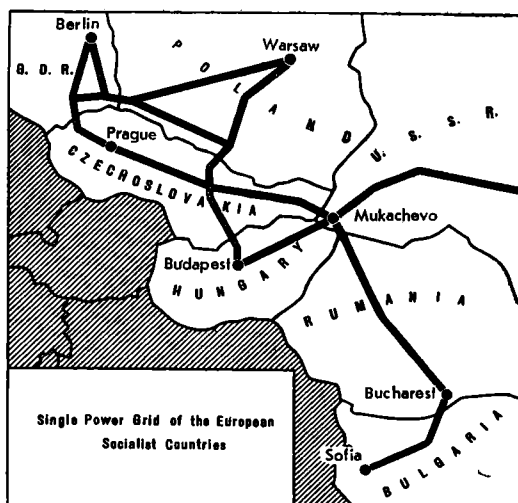 Berlin
Warsaw
G. D. R.
POLAND
U. S. S. R.
Prague
CZECHOSLOVAKIA
Mukachevo
Budapest
HUNGARY
RUMANIA
Bucharest
Single Power Grid of the European
Socialist Countries
Sofia
BULGARIA